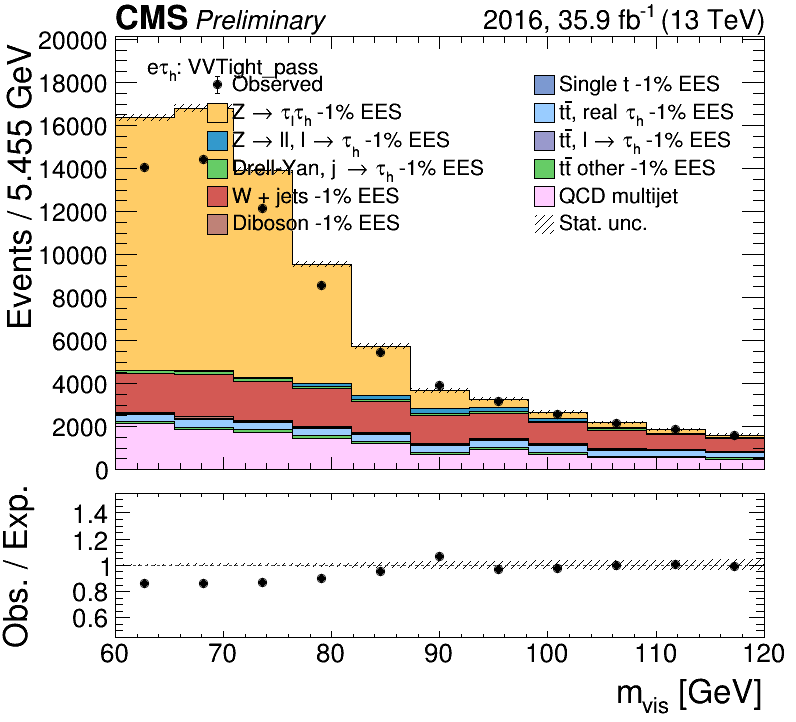 CMS Preliminary 2016, 35.9 fb⁻¹ (13 TeV)
Events / 5.455 GeV
20000
18000
16000
14000
12000
10000
8000
6000
4000
2000
0
eτh: VVTight_pass
Observed
Z → τlτh -1% EES
Z → ll, l → τh -1% EES
Drell-Yan, j → τh -1% EES
W + jets -1% EES
Diboson -1% EES
Single t -1% EES
tt̄, real τh -1% EES
tt̄, l → τh -1% EES
tt̄ other -1% EES
QCD multijet
Stat. unc.
Obs. / Exp.
1.4
1.2
1
0.8
0.6
60 70 80 90 100 110 120
mvis [GeV]